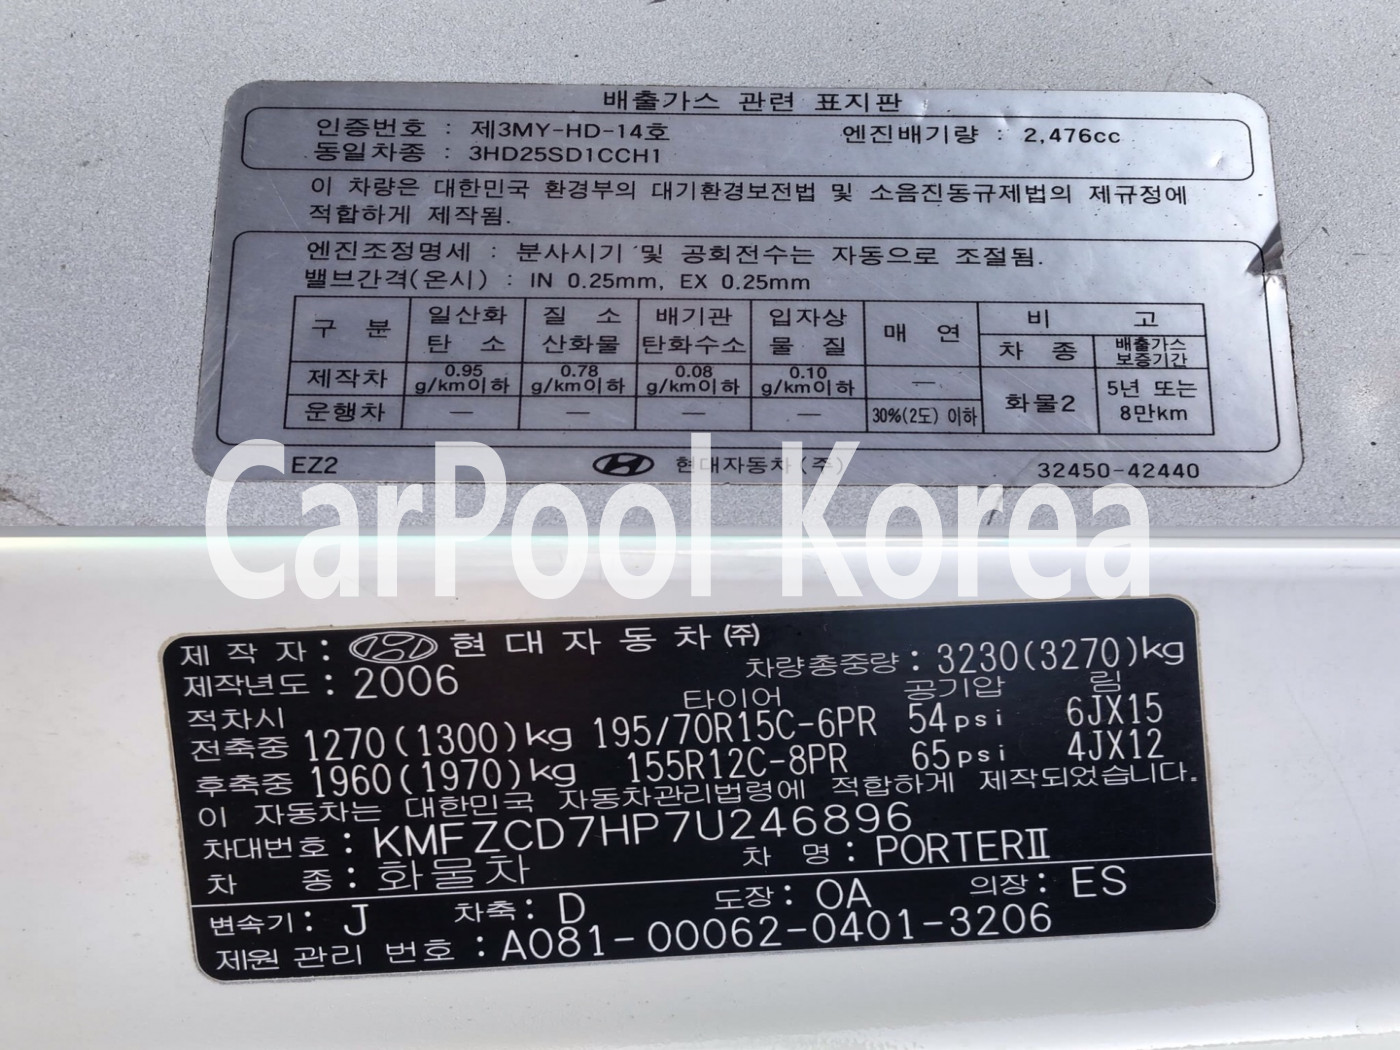 배출가스 관련 표지판
인증번호 : 제3MY-HD-14호 엔진배기량 : 2,476cc
동일차종 : 3HD25SD1CCH1
이 차량은 대한민국 환경부의 대기환경보전법 및 소음진동규제법의 제규정에
적합하게 제작됨.
엔진조정명세 : 분사시기 및 공회전수는 자동으로 조절됨.
밸브간격(온시) : IN 0.25mm, EX 0.25mm
구 분 일산화탄 소 질 소산화물 배기관탄화수소 입자상물 질 매 연 비 고
차 종 배출가스보증기간
제작차 0.95g/km이하 0.78g/km이하 0.08g/km이하 0.10g/km이하 — 화물2 5년 또는 8만km
운행차 — — — — 30%(2도) 이하
EZ2 현대자동차(주) 32450-42440
CarPool Korea
제 작 자 : 현대자동차㈜
제작년도 : 2006 차량총중량 : 3230(3270)kg
적차시 타이어 공기압 림
전축중 1270(1300)kg 195/70R15C-6PR 54psi 6JX15
후축중 1960(1970)kg 155R12C-8PR 65psi 4JX12
이 자동차는 대한민국 자동차관리법령에 적합하게 제작되었습니다.
차대번호 : KMFZCD7HP7U246896
차 종 : 화물차 차 명 : PORTERⅡ
변속기 : J 차축 : D 도장 : OA 의장 : ES
제원 관리 번호 : A081-00062-0401-3206